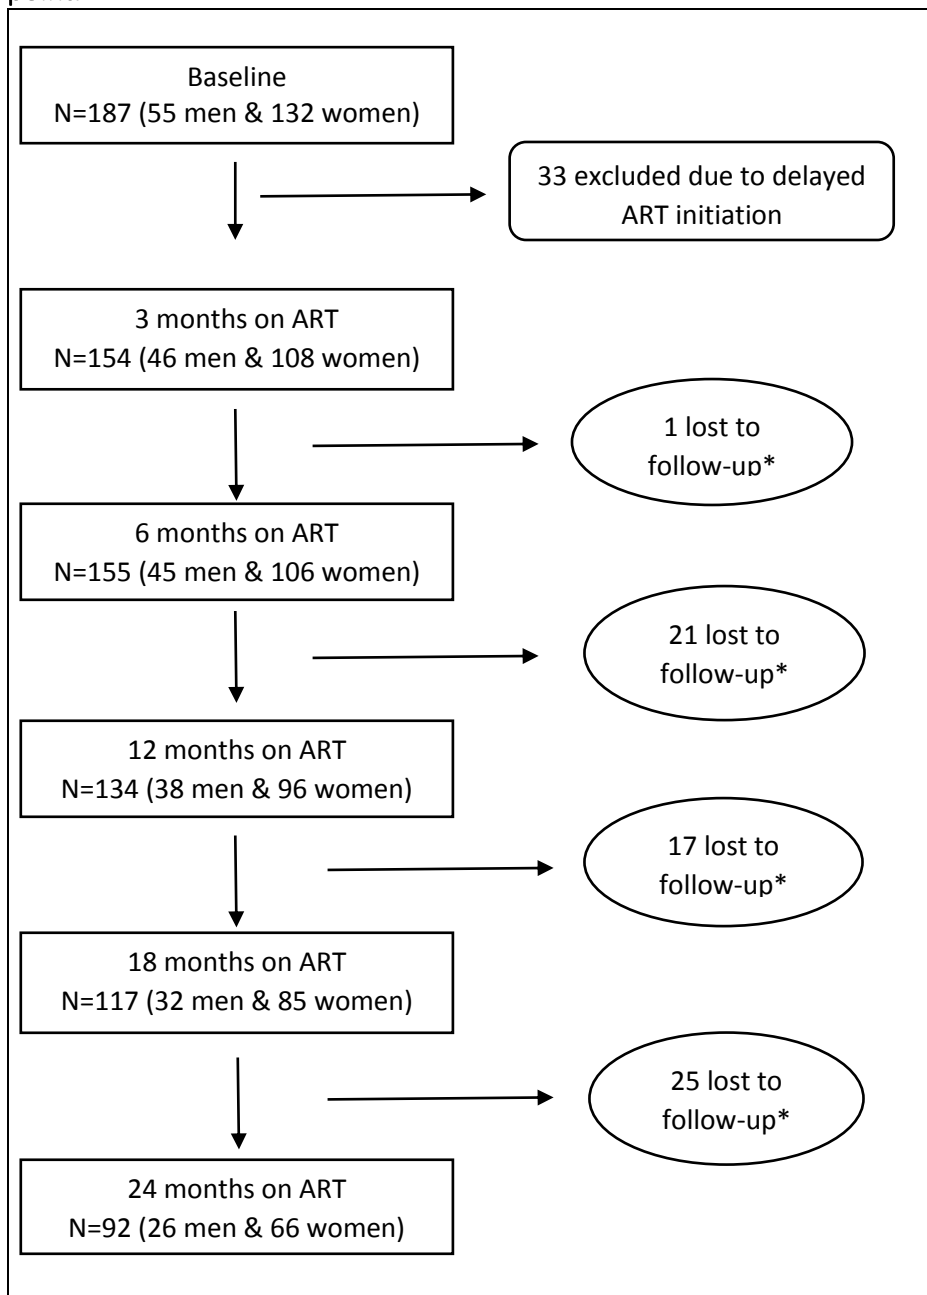 Baseline
N=187 (55 men & 132 women)
33 excluded due to delayed
ART initiation
3 months on ART
N=154 (46 men & 108 women)
1 lost to
follow-up*
6 months on ART
N=155 (45 men & 106 women)
21 lost to
follow-up*
12 months on ART
N=134 (38 men & 96 women)
17 lost to
follow-up*
18 months on ART
N=117 (32 men & 85 women)
25 lost to
follow-up*
24 months on ART
N=92 (26 men & 66 women)